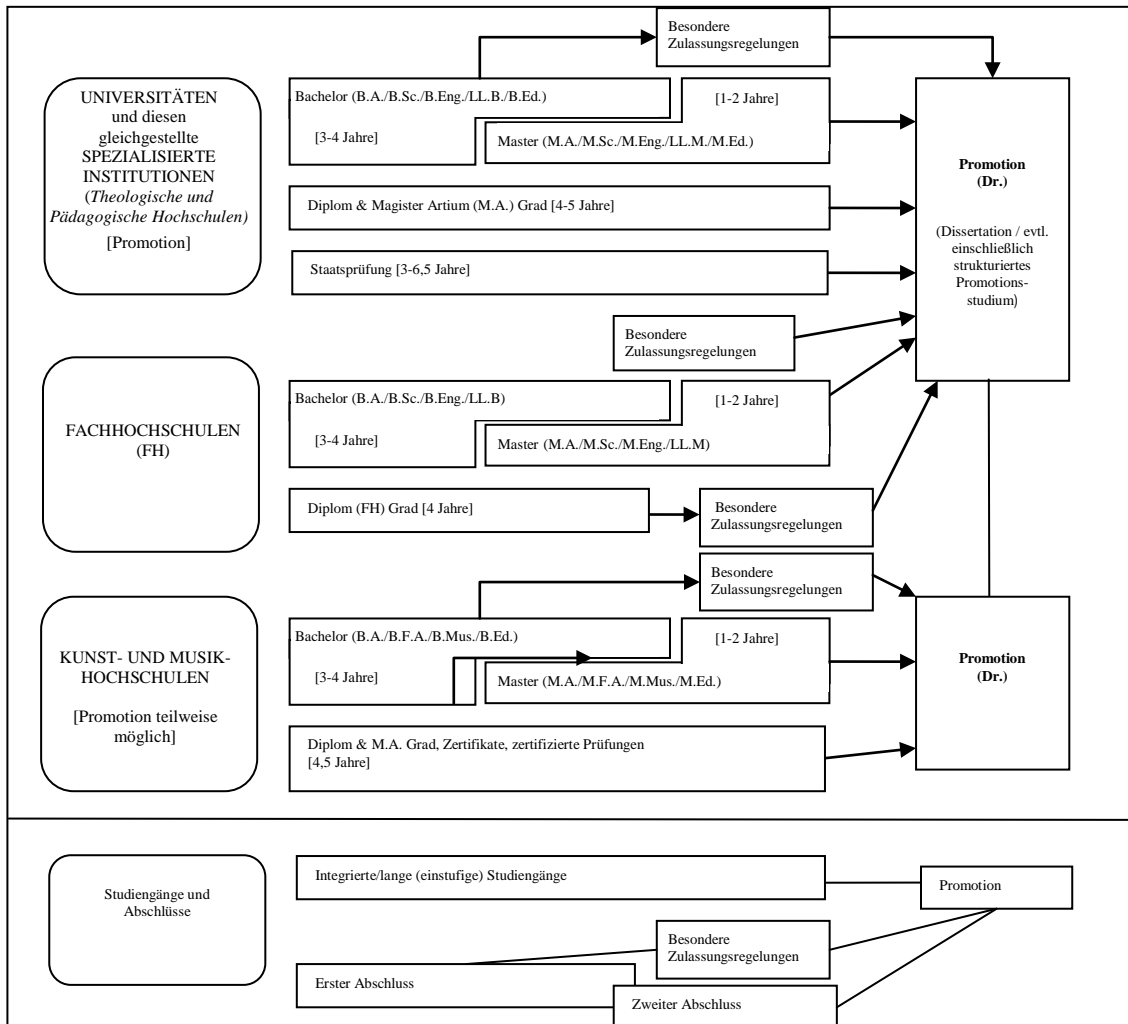 Besondere
Zulassungsregelungen
UNIVERSITÄTEN
und diesen
gleichgestellte
SPEZIALISIERTE
INSTITUTIONEN
(Theologische und
Pädagogische Hochschulen)
[Promotion]
Bachelor (B.A./B.Sc./B.Eng./LL.B./B.Ed.)
[3-4 Jahre]
[1-2 Jahre]
Master (M.A./M.Sc./M.Eng./LL.M./M.Ed.)
Diplom & Magister Artium (M.A.) Grad [4-5 Jahre]
Staatsprüfung [3-6,5 Jahre]
Promotion
(Dr.)
(Dissertation / evtl.
einschließlich
strukturiertes
Promotions-
studium)
Besondere
Zulassungsregelungen
FACHHOCHSCHULEN
(FH)
Bachelor (B.A./B.Sc./B.Eng./LL.B)
[3-4 Jahre]
[1-2 Jahre]
Master (M.A./M.Sc./M.Eng./LL.M)
Diplom (FH) Grad [4 Jahre]
Besondere
Zulassungsregelungen
Besondere
Zulassungsregelungen
KUNST- UND MUSIK-
HOCHSCHULEN
[Promotion teilweise
möglich]
Bachelor (B.A./B.F.A./B.Mus./B.Ed.)
[3-4 Jahre]
[1-2 Jahre]
Master (M.A./M.F.A./M.Mus./M.Ed.)
Diplom & M.A. Grad, Zertifikate, zertifizierte Prüfungen
[4,5 Jahre]
Promotion
(Dr.)
Studiengänge und
Abschlüsse
Integrierte/lange (einstufige) Studiengänge
Promotion
Besondere
Zulassungsregelungen
Erster Abschluss
Zweiter Abschluss